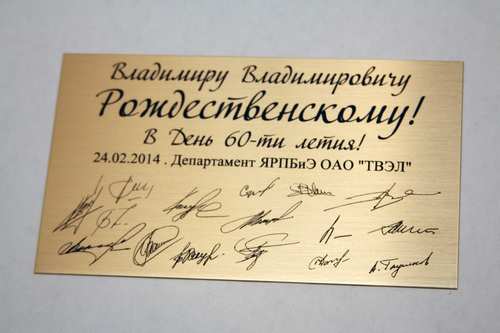 Владимиру Владимировичу
Рождественскому!
В День 60-ти летия!
24.02.2014 . Департамент ЯРПБиЭ ОАО "ТВЭЛ"